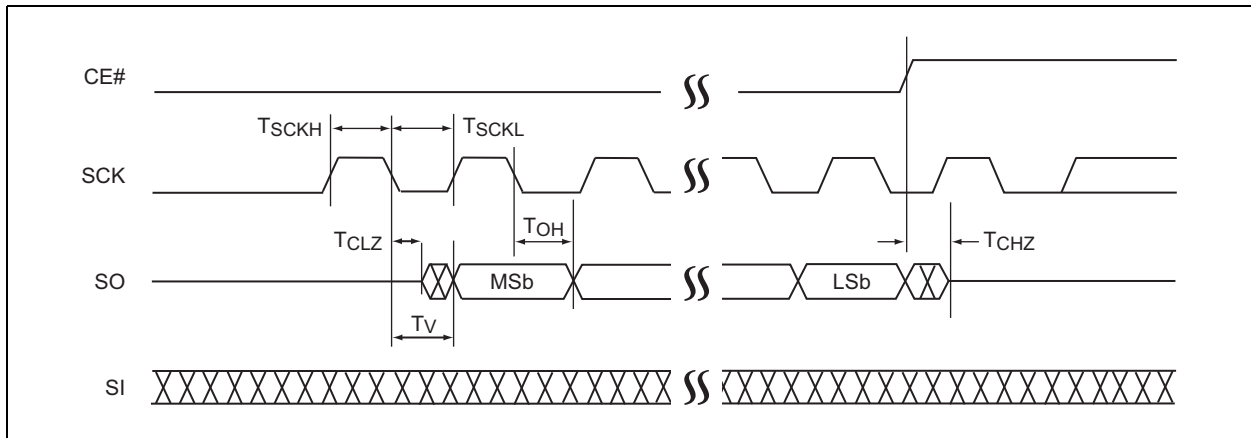 CE#
TSCKH
TSCKL
SCK
TCLZ
TOH
TCHZ
SO
MSb
LSb
TV
SI